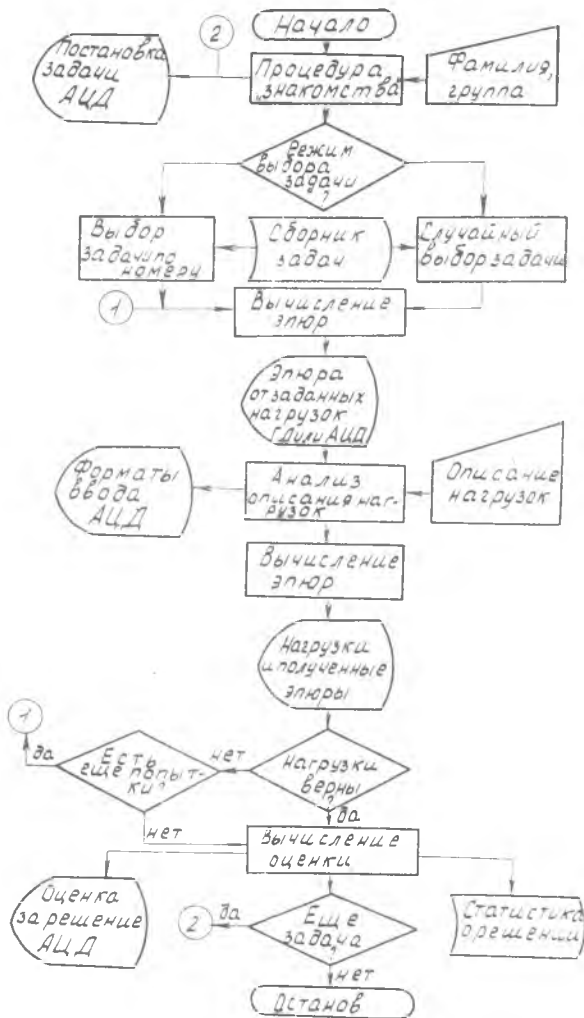 Начало
2
Постановка
задачи
АЦД
Процедура
„знакомства"
Фамилия,
группа
Режим
выбора
задачи
?
Выбор
задачи по
номеру
Сборник
задач
Случайный
выбор задачи
1
Вычисление
эпюр
Эпюра
от заданных
нагрузок
ГД или АЦД
Форматы
ввода
АЦД
Анализ
описания наг-
рузок
Описание
нагрузок
Вычисление
эпюр
Нагрузки
и полученные
эпюры
1
да
Есть
еще попыт-
ки?
нет
Нагрузки
верны
?
да
нет
Вычисление
оценки
Оценка
за решение
АЦД
2
да
Еще
задача
?
Статистика
о решении
нет
Останов